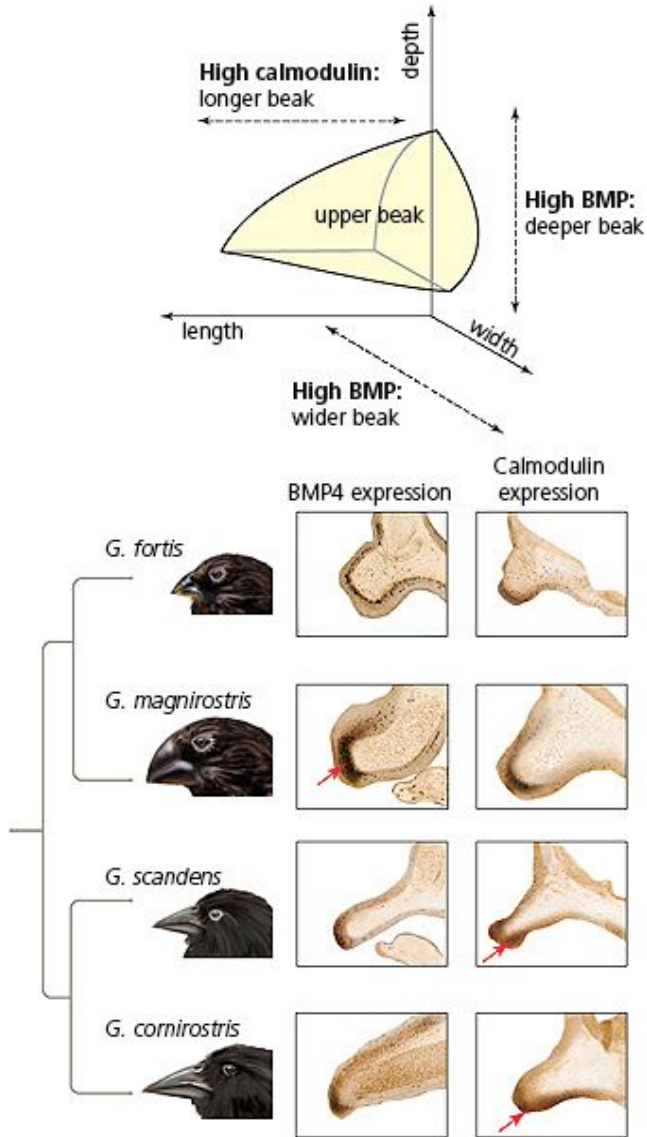 depth
High calmodulin:
longer beak
upper beak
High BMP:
deeper beak
length
width
High BMP:
wider beak
BMP4 expression
Calmodulin
expression
G. fortis
G. magnirostris
G. scandens
G. cornirostris